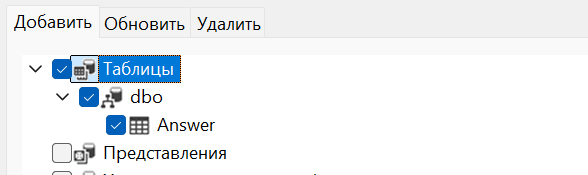 Добавить Обновить Удалить
Таблицы
dbo
Answer
Представления